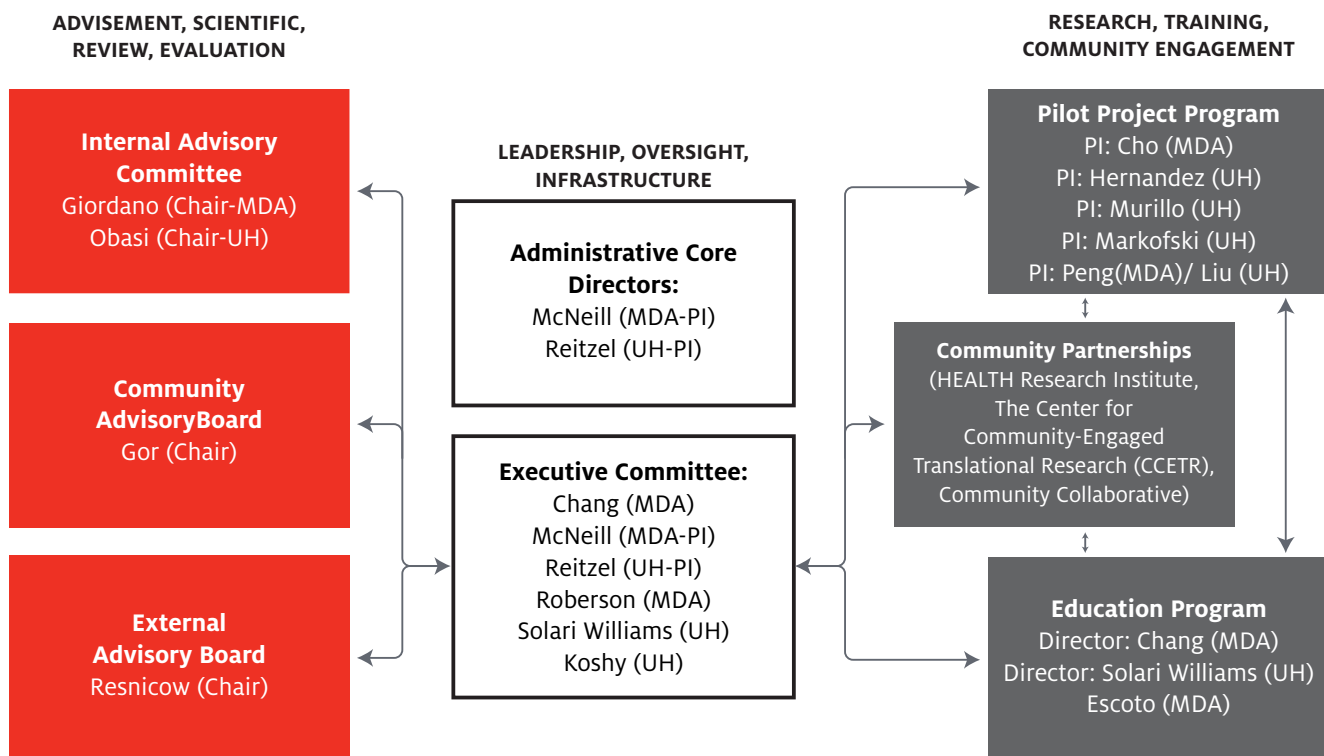 ADVISEMENT, SCIENTIFIC,
REVIEW, EVALUATION
Internal Advisory
Committee
Giordano (Chair-MDA)
Obasi (Chair-UH)
Community
AdvisoryBoard
Gor (Chair)
External
Advisory Board
Resnicow (Chair)
LEADERSHIP, OVERSIGHT,
INFRASTRUCTURE
Administrative Core
Directors:
McNeill (MDA-PI)
Reitzel (UH-PI)
Executive Committee:
Chang (MDA)
McNeill (MDA-PI)
Reitzel (UH-PI)
Roberson (MDA)
Solari Williams (UH)
Koshy (UH)
RESEARCH, TRAINING,
COMMUNITY ENGAGEMENT
Pilot Project Program
PI: Cho (MDA)
PI: Hernandez (UH)
PI: Murillo (UH)
PI: Markofski (UH)
PI: Peng(MDA)/ Liu (UH)
Community Partnerships
(HEALTH Research Institute,
The Center for
Community-Engaged
Translational Research (CCETR),
Community Collaborative)
Education Program
Director: Chang (MDA)
Director: Solari Williams (UH)
Escoto (MDA)